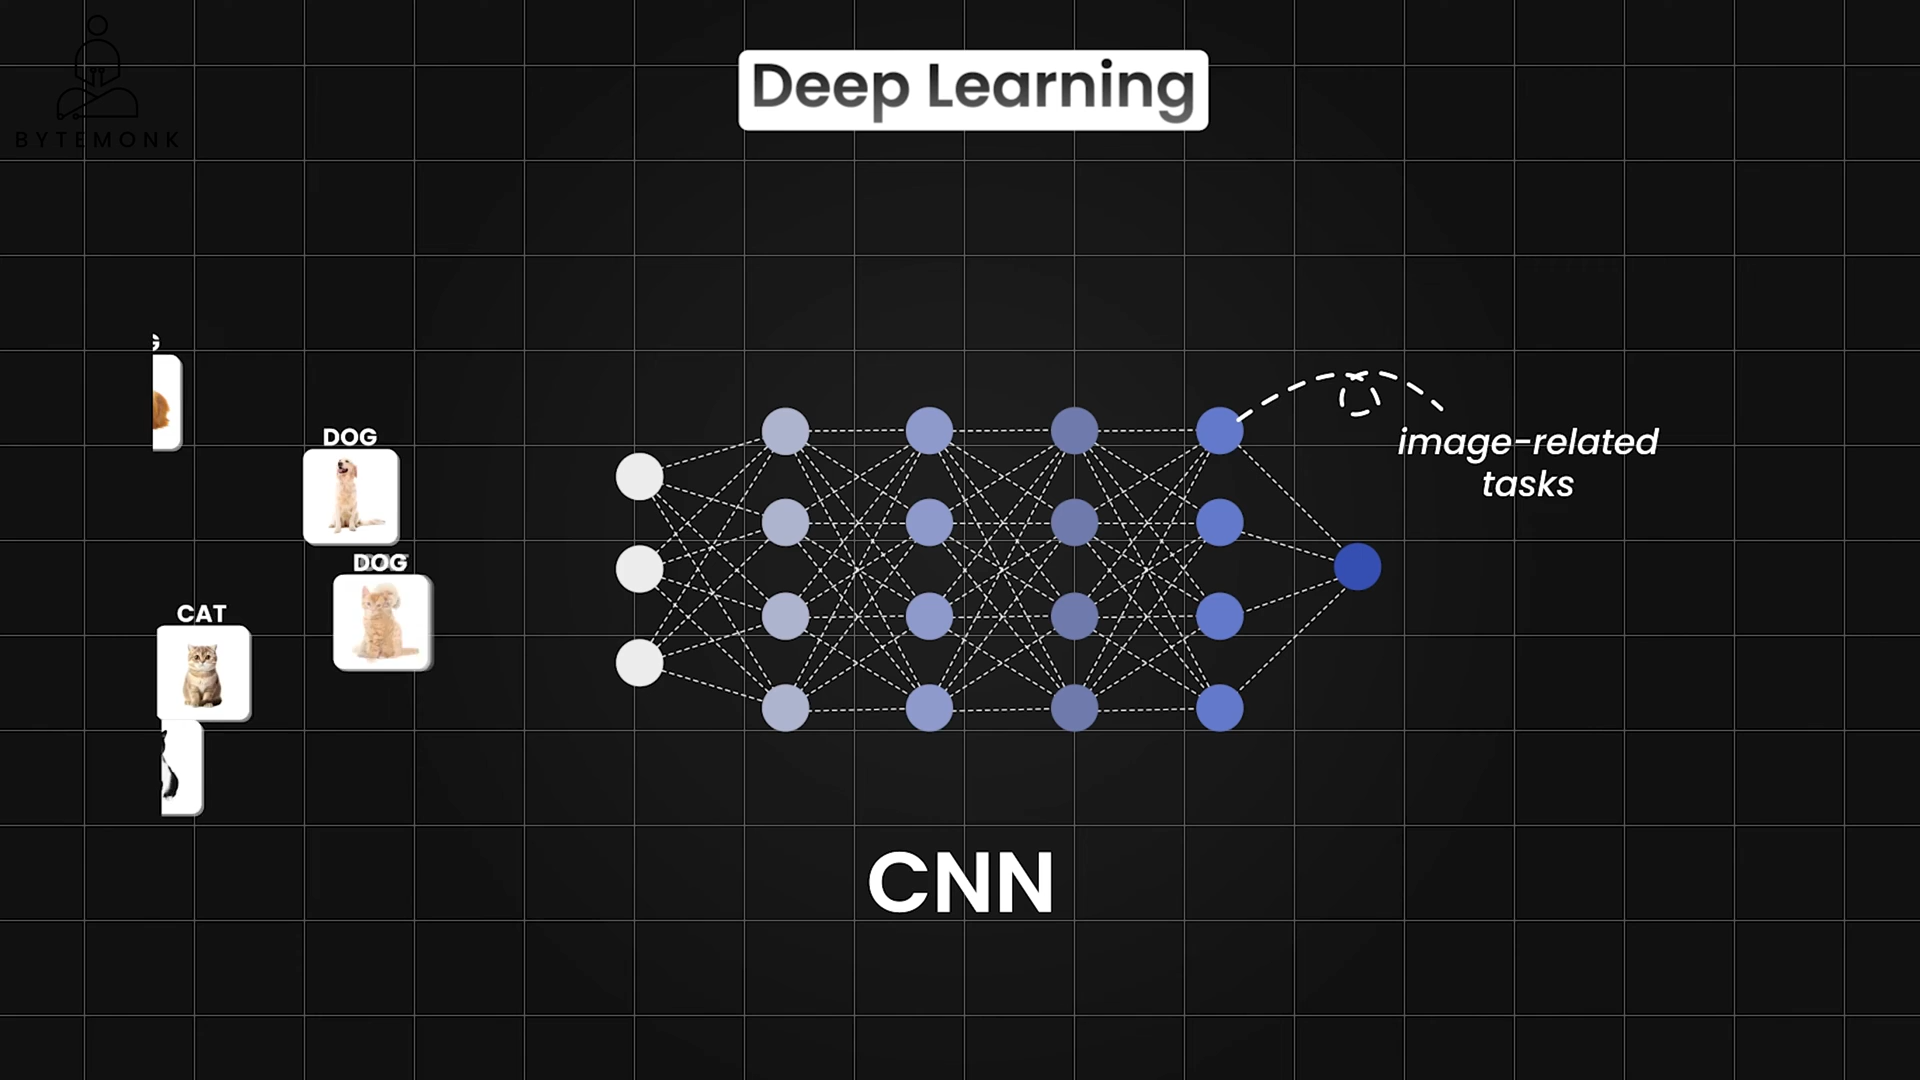 BYTEMONK
Deep Learning
DOG
DOG
CAT
image-related
tasks
CNN